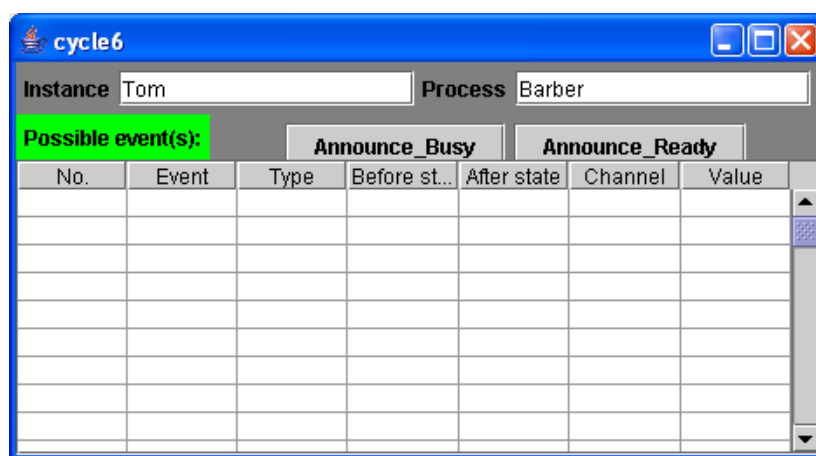 cycle6
Instance Tom Process Barber
Possible event(s): Announce_Busy Announce_Ready
No. Event Type Before st... After state Channel Value